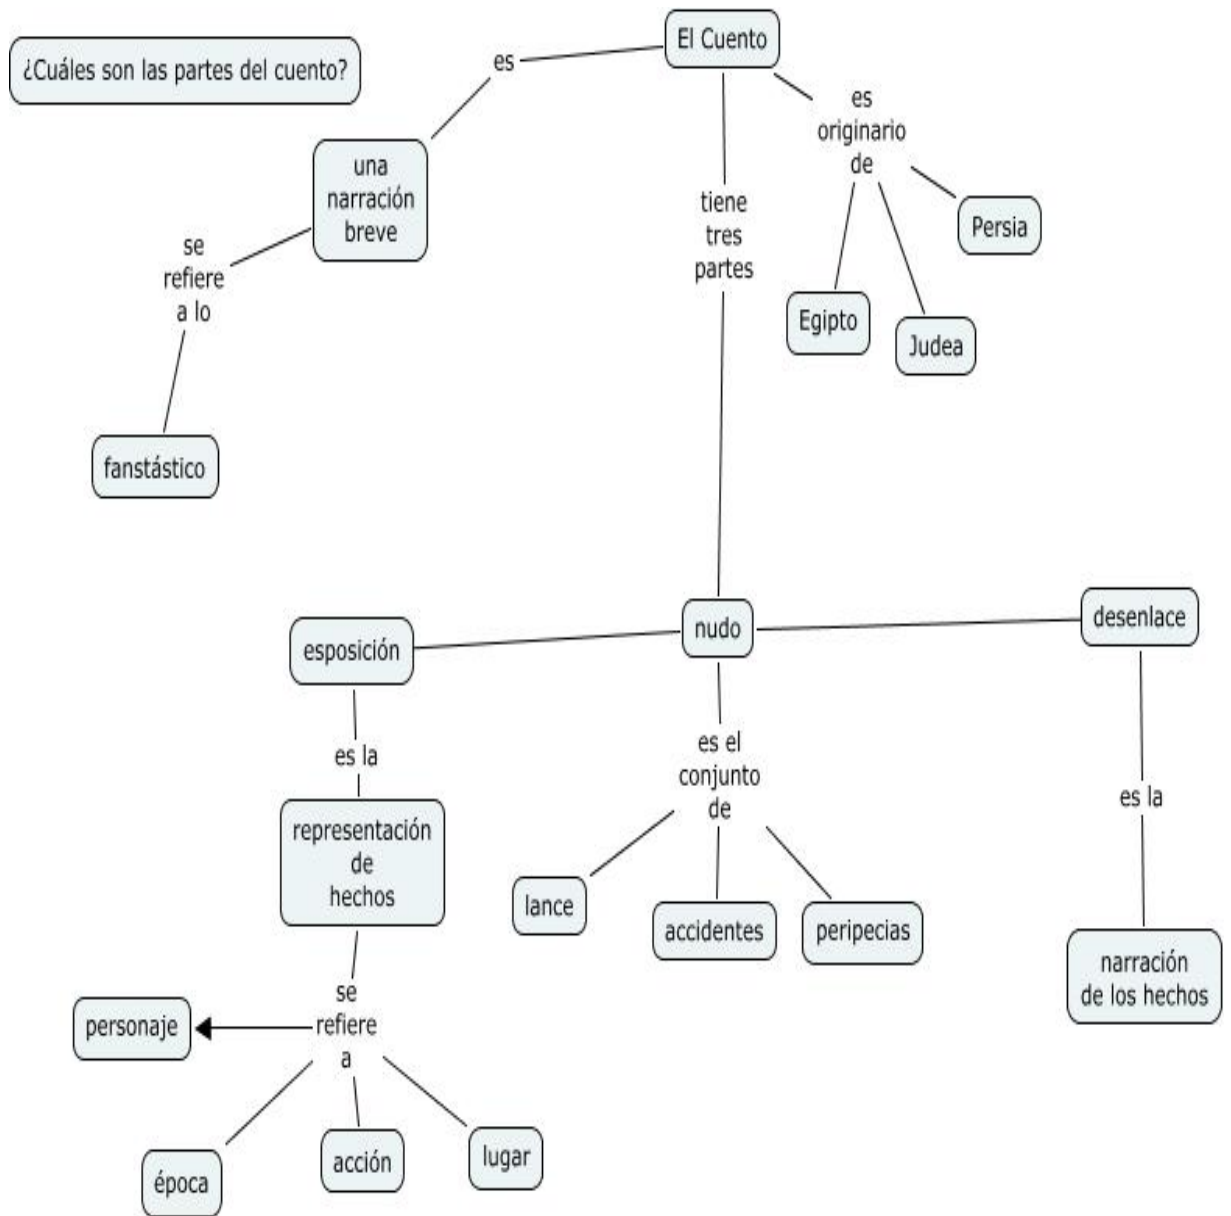 ¿Cuáles son las partes del cuento?
El Cuento
es
una
narración
breve
se
refiere
a lo
fanstástico
tiene
tres
partes
es
originario
de
Persia
Egipto
Judea
esposición
nudo
desenlace
es la
representación
de
hechos
se
refiere
a
personaje
época
acción
lugar
es el
conjunto
de
lance
accidentes
peripecias
es la
narración
de los hechos